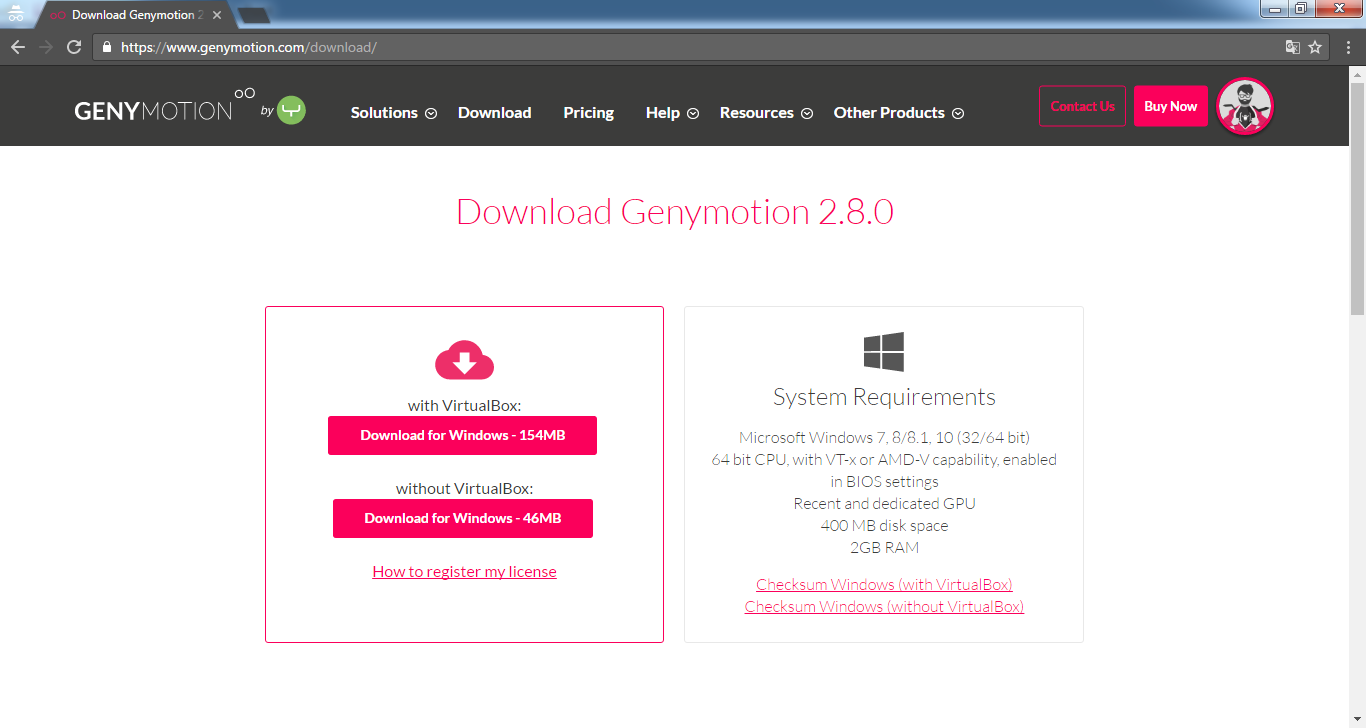 Download Genymotion 2
https://www.genymotion.com/download/
GENYMOTION by
Solutions Download Pricing Help Resources Other Products Contact Us Buy Now
Download Genymotion 2.8.0
with VirtualBox:
Download for Windows - 154MB
without VirtualBox:
Download for Windows - 46MB
How to register my license
System Requirements
Microsoft Windows 7, 8/8.1, 10 (32/64 bit)
64 bit CPU, with VT-x or AMD-V capability, enabled
in BIOS settings
Recent and dedicated GPU
400 MB disk space
2GB RAM
Checksum Windows (with VirtualBox)
Checksum Windows (without VirtualBox)